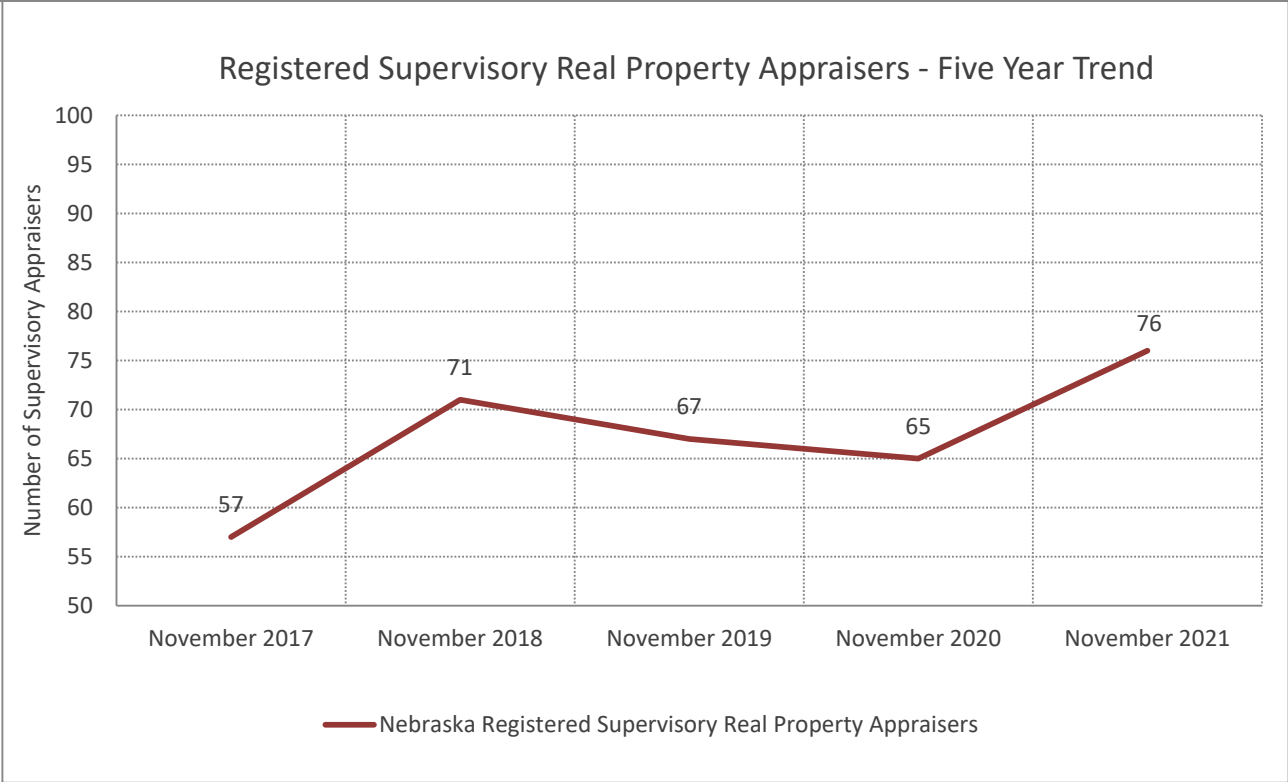 Registered Supervisory Real Property Appraisers - Five Year Trend
Number of Supervisory Appraisers
100
95
90
85
80
75
70
65
60
55
50
57
71
67
65
76
November 2017
November 2018
November 2019
November 2020
November 2021
Nebraska Registered Supervisory Real Property Appraisers